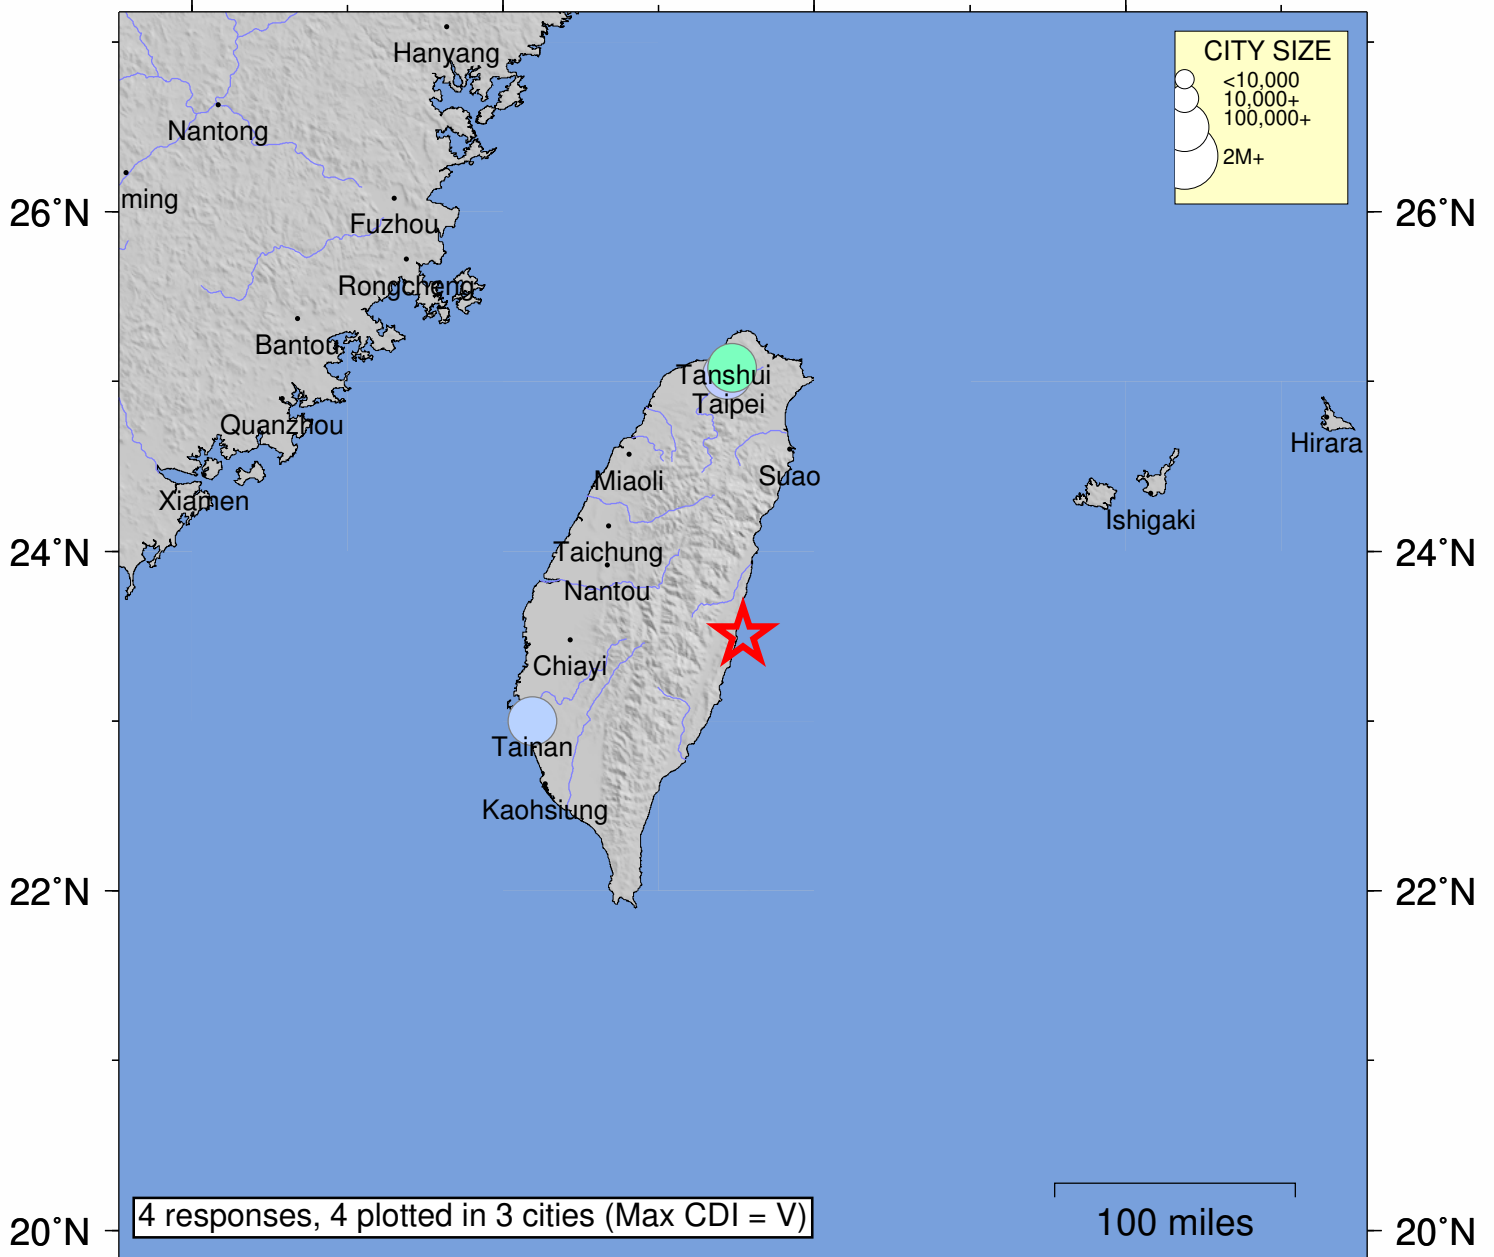 Hanyang
CITY SIZE
<10,000
10,000+
100,000+
2M+
Nantong
ming
26°N
26°N
Fuzhou
Rongcheng
Bantou
Tanshui
Taipei
Quanzhou
Hirara
Miaoli
Suao
Xiamen
Ishigaki
24°N
24°N
Taichung
Nantou
Chiayi
Tainan
Kaohsiung
22°N
22°N
4 responses, 4 plotted in 3 cities (Max CDI = V)
100 miles
20°N
20°N